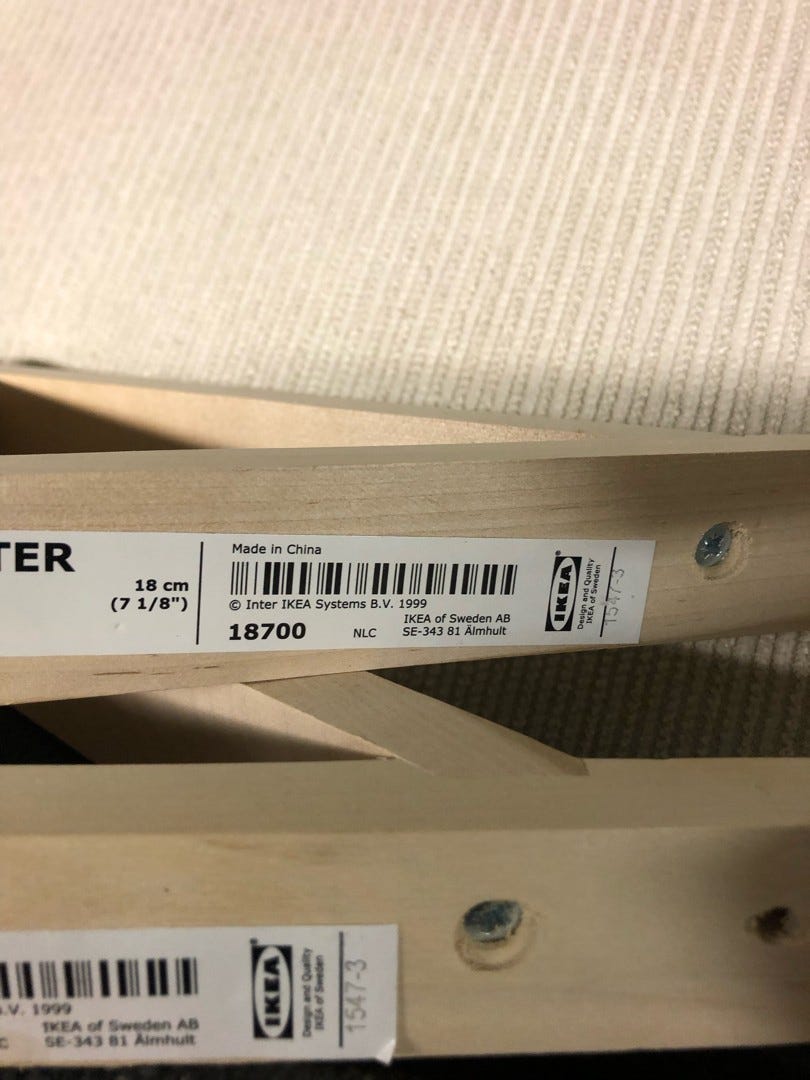 TER
18 cm
(7 1/8")
Made in China
© Inter IKEA Systems B.V. 1999
18700
NLC
IKEA of Sweden AB
SE-343 81 Älmhult
IKEA
Design and Quality
IKEA of Sweden
1547-3
.V. 1999
C
IKEA of Sweden AB
SE-343 81 Älmhult
IKEA
Design and Quality
IKEA of Sweden
1547-3